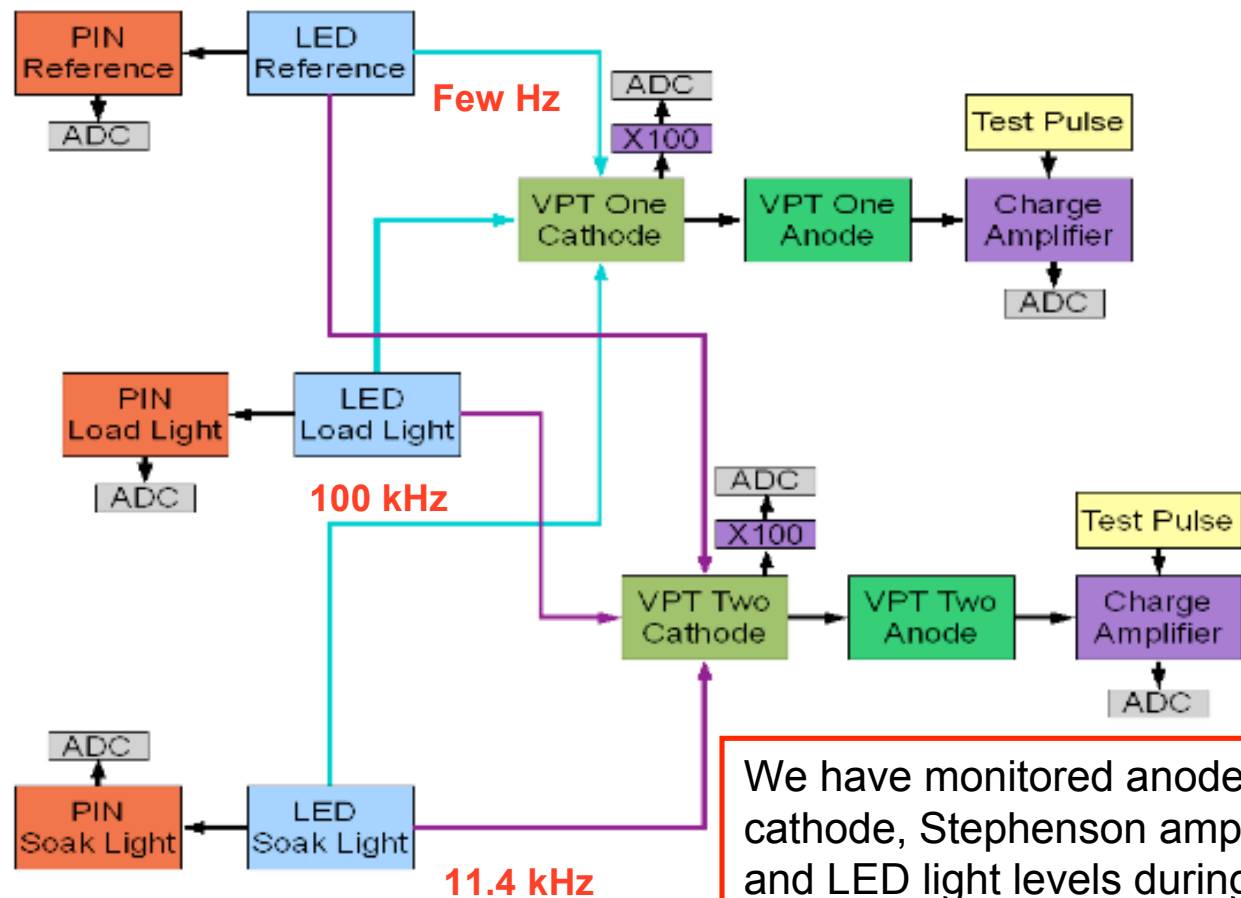 PIN
Reference
LED
Reference
Few Hz
ADC
ADC
X100
Test Pulse
VPT One
Cathode
VPT One
Anode
Charge
Amplifier
ADC
PIN
Load Light
LED
Load Light
ADC
100 kHz
ADC
X100
Test Pulse
VPT Two
Cathode
VPT Two
Anode
Charge
Amplifier
ADC
ADC
PIN
Soak Light
LED
Soak Light
11.4 kHz
We have monitored anode
cathode, Stephenson amp
and LED light levels during